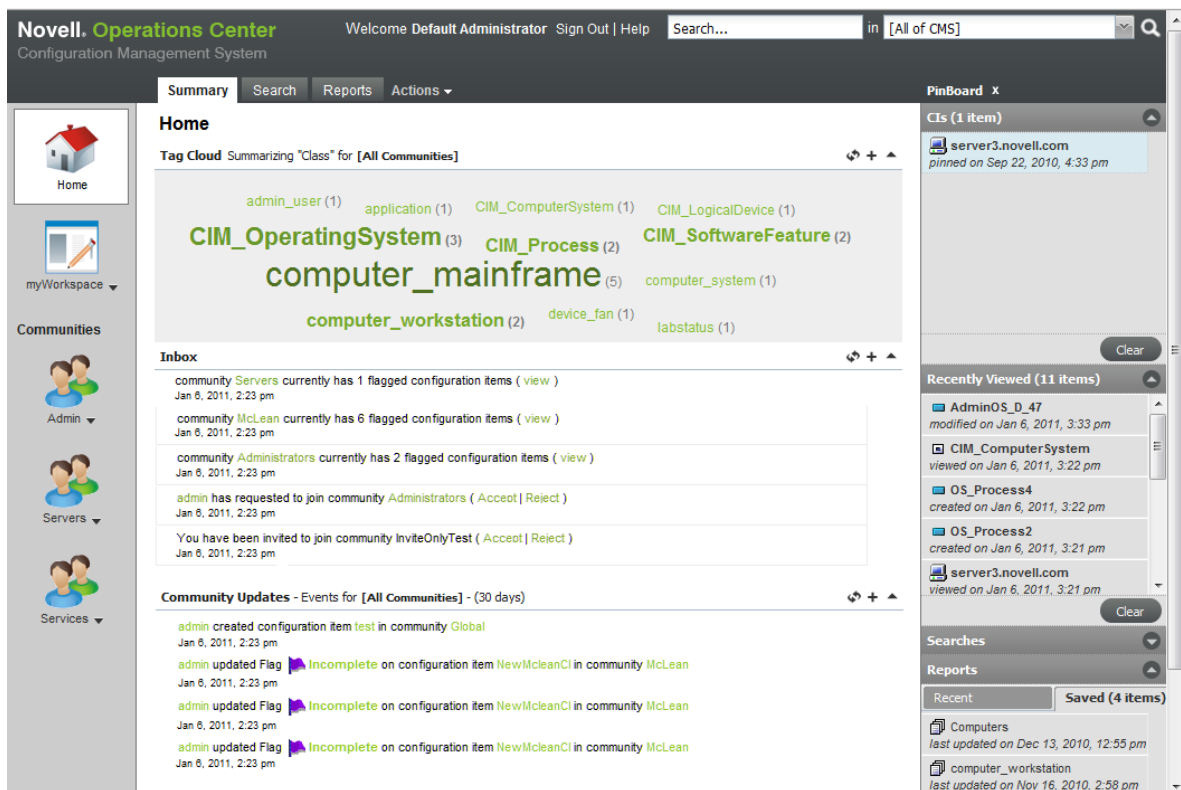 Novell. Operations Center
Configuration Management System
Welcome Default Administrator Sign Out | Help
Search...
in
[All of CMS]
Summary
Search
Reports
Actions
Home
myWorkspace
Communities
Admin
Servers
Services
Home
Tag Cloud Summarizing "Class" for [All Communities]
admin_user (1)
application (1)
CIM_ComputerSystem (1)
CIM_LogicalDevice (1)
CIM_OperatingSystem (3)
CIM_Process (2)
CIM_SoftwareFeature (2)
computer_mainframe (5)
computer_system (1)
computer_workstation (2)
device_fan (1)
labstatus (1)
Inbox
community Servers currently has 1 flagged configuration items ( view )
Jan 6, 2011, 2:23 pm
community McLean currently has 6 flagged configuration items ( view )
Jan 6, 2011, 2:23 pm
community Administrators currently has 2 flagged configuration items ( view )
Jan 6, 2011, 2:23 pm
admin has requested to join community Administrators ( Accept | Reject )
Jan 6, 2011, 2:23 pm
You have been invited to join community InviteOnlyTest ( Accept | Reject )
Jan 6, 2011, 2:23 pm
Community Updates - Events for [All Communities] - (30 days)
admin created configuration item test in community Global
Jan 6, 2011, 2:23 pm
admin updated Flag Incomplete on configuration item NewMcleanCI in community McLean
Jan 6, 2011, 2:23 pm
admin updated Flag Incomplete on configuration item NewMcleanCI in community McLean
Jan 6, 2011, 2:23 pm
admin updated Flag Incomplete on configuration item NewMcleanCI in community McLean
Jan 6, 2011, 2:23 pm
PinBoard x
CIs (1 item)
server3.novell.com
pinned on Sep 22, 2010, 4:33 pm
Clear
Recently Viewed (11 items)
AdminOS_D_47
modified on Jan 6, 2011, 3:33 pm
CIM_ComputerSystem
viewed on Jan 6, 2011, 3:22 pm
OS_Process4
created on Jan 6, 2011, 3:22 pm
OS_Process2
created on Jan 6, 2011, 3:21 pm
server3.novell.com
viewed on Jan 6, 2011, 3:21 pm
Clear
Searches
Reports
Recent
Saved (4 items)
Computers
last updated on Dec 13, 2010, 12:55 pm
computer_workstation
last updated on Nov 16, 2010, 2:58 pm